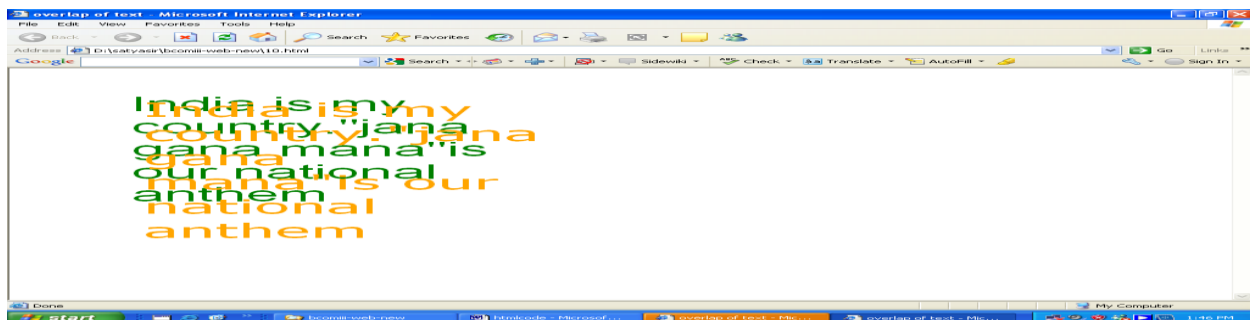 overlap of text - Microsoft Internet Explorer
File Edit View Favorites Tools Help
Back Search Favorites
Address D:\satyasir\bcomiii-web-new\10.html Go Links »
Google Search Sidewiki Check Translate AutoFill Sign In
India is my
country."jana
gana mana"is
our national
anthem
India is my
country."jana
gana
mana"is our
national
anthem
Done My Computer
start bcomiii-web-new htmlcode - Microsof... overlap of text - Mic... overlap of text - Mic... 1:46 PM